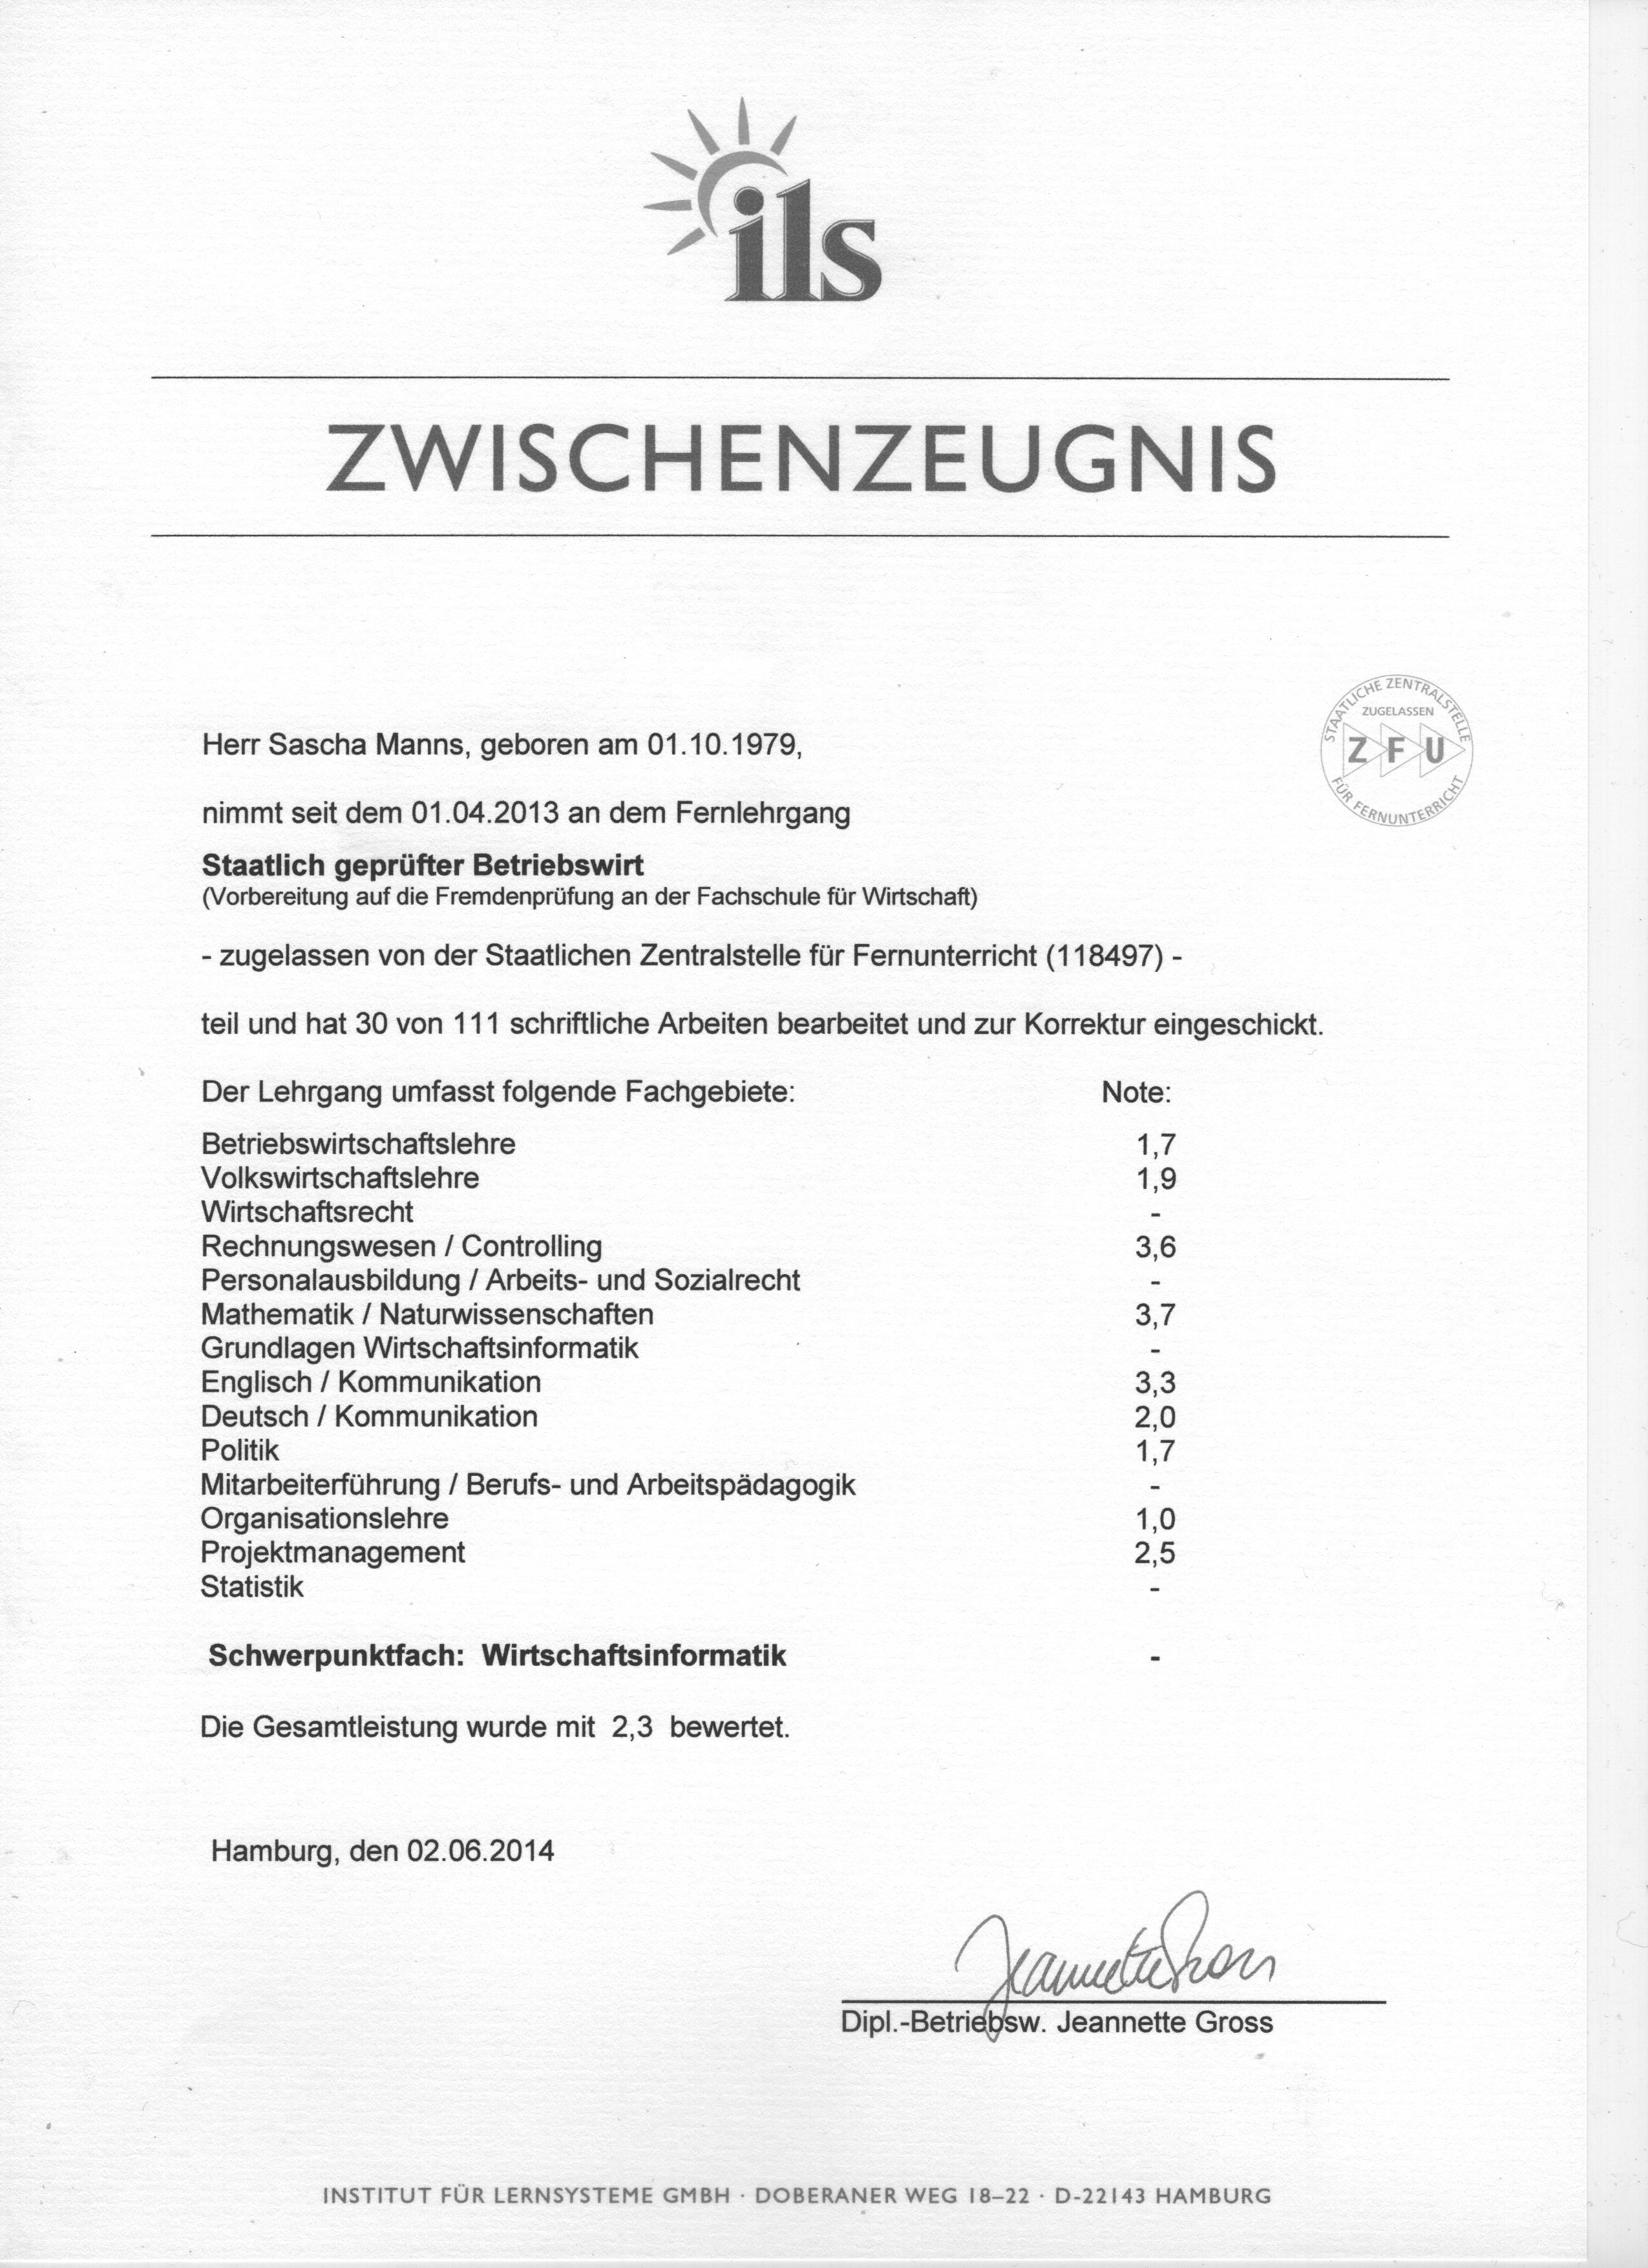 ils
ZWISCHENZEUGNIS
STAATLICHE ZENTRALSTELLE
ZUGELASSEN
Z F U
FÜR FERNUNTERRICHT
Herr Sascha Manns, geboren am 01.10.1979,
nimmt seit dem 01.04.2013 an dem Fernlehrgang
Staatlich geprüfter Betriebswirt
(Vorbereitung auf die Fremdenprüfung an der Fachschule für Wirtschaft)
- zugelassen von der Staatlichen Zentralstelle für Fernunterricht (118497) -
teil und hat 30 von 111 schriftliche Arbeiten bearbeitet und zur Korrektur eingeschickt.
Der Lehrgang umfasst folgende Fachgebiete: Note:
Betriebswirtschaftslehre 1,7
Volkswirtschaftslehre 1,9
Wirtschaftsrecht -
Rechnungswesen / Controlling 3,6
Personalausbildung / Arbeits- und Sozialrecht -
Mathematik / Naturwissenschaften 3,7
Grundlagen Wirtschaftsinformatik -
Englisch / Kommunikation 3,3
Deutsch / Kommunikation 2,0
Politik 1,7
Mitarbeiterführung / Berufs- und Arbeitspädagogik -
Organisationslehre 1,0
Projektmanagement 2,5
Statistik -
Schwerpunktfach: Wirtschaftsinformatik -
Die Gesamtleistung wurde mit 2,3 bewertet.
Hamburg, den 02.06.2014
Jeannette Gross
Dipl.-Betriebsw. Jeannette Gross
INSTITUT FÜR LERNSYSTEME GMBH · DOBERANER WEG 18–22 · D-22143 HAMBURG